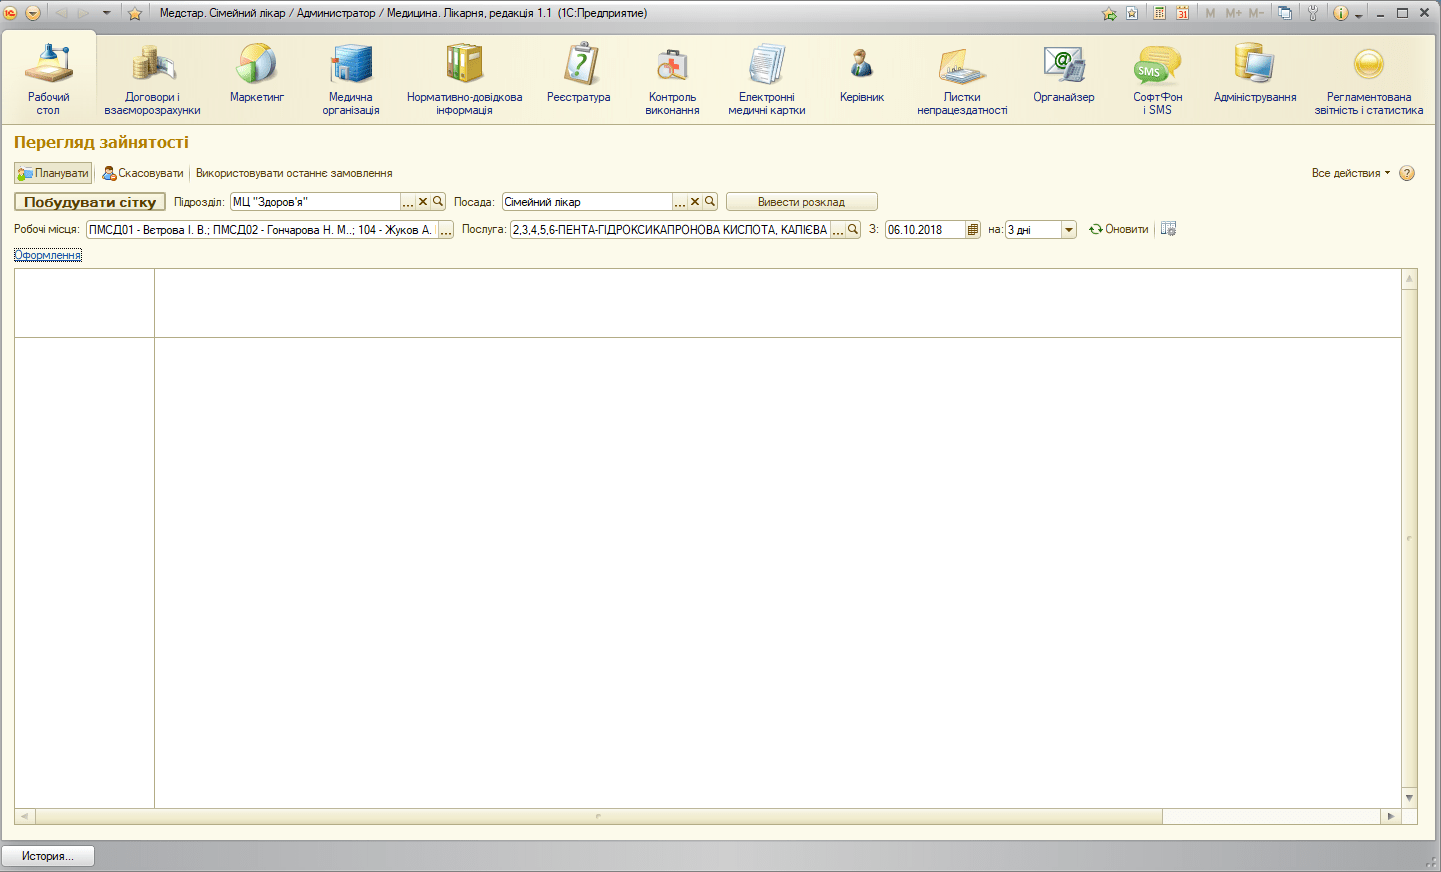 Медстар. Сімейний лікар / Администратор / Медицина. Лікарня, редакція 1.1 (1С:Предприятие)
M M+ M-
Рабочий стол
Договори і взаєморозрахунки
Маркетинг
Медична організація
Нормативно-довідкова інформація
Реєстратура
Контроль виконання
Електронні медичні картки
Керівник
Листки непрацездатності
Органайзер
СофтФон і SMS
Адміністрування
Регламентована звітність і статистика
Перегляд зайнятості
Планувати Скасовувати Використовувати останнє замовлення Все действия
Побудувати сітку Підрозділ: МЦ "Здоров'я" ... Посада: Сімейний лікар ... Вивести розклад
Робочі місця: ПМСД01 - Вєтрова І. В.; ПМСД02 - Гончарова Н. М..; 104 - Жуков А. ... Послуга: 2,3,4,5,6-ПЕНТА-ГІДРОКСИКАПРОНОВА КИСЛОТА, КАЛІЄВА ... З: 06.10.2018 на: 3 дні Оновити
Оформлення
История...